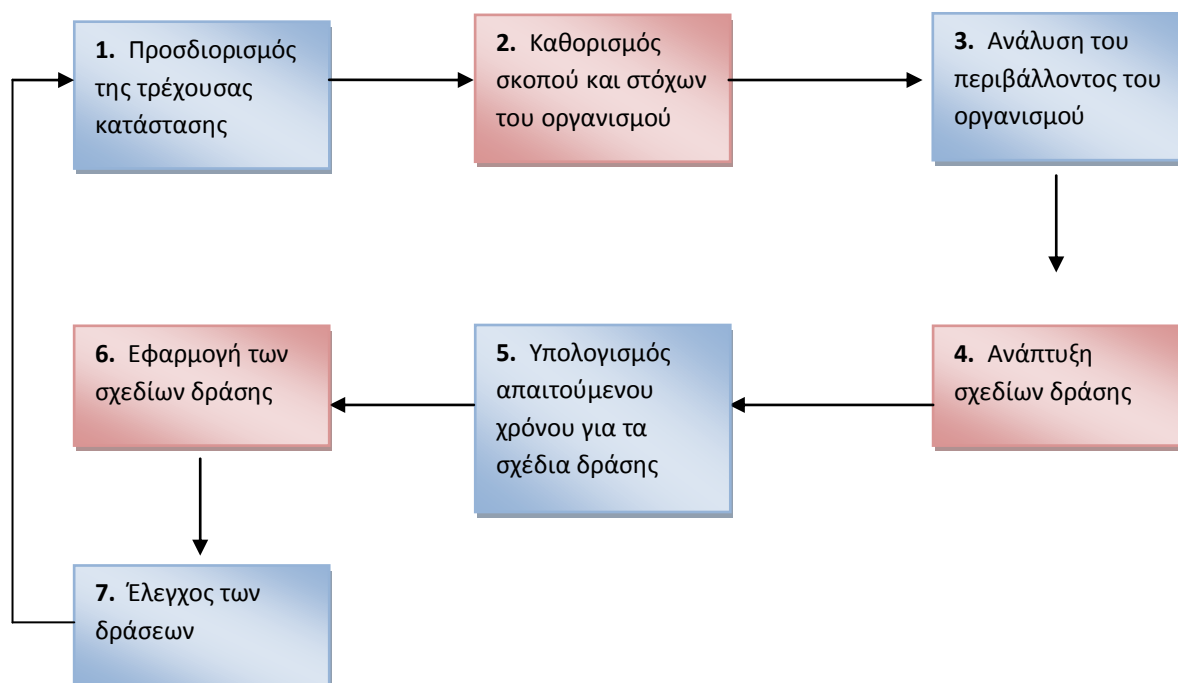 1. Προσδιορισμός
της τρέχουσας
κατάστασης
2. Καθορισμός
σκοπού και στόχων
του οργανισμού
3. Ανάλυση του
περιβάλλοντος του
οργανισμού
4. Ανάπτυξη
σχεδίων δράσης
5. Υπολογισμός
απαιτούμενου
χρόνου για τα
σχέδια δράσης
6. Εφαρμογή των
σχεδίων δράσης
7. Έλεγχος των
δράσεων